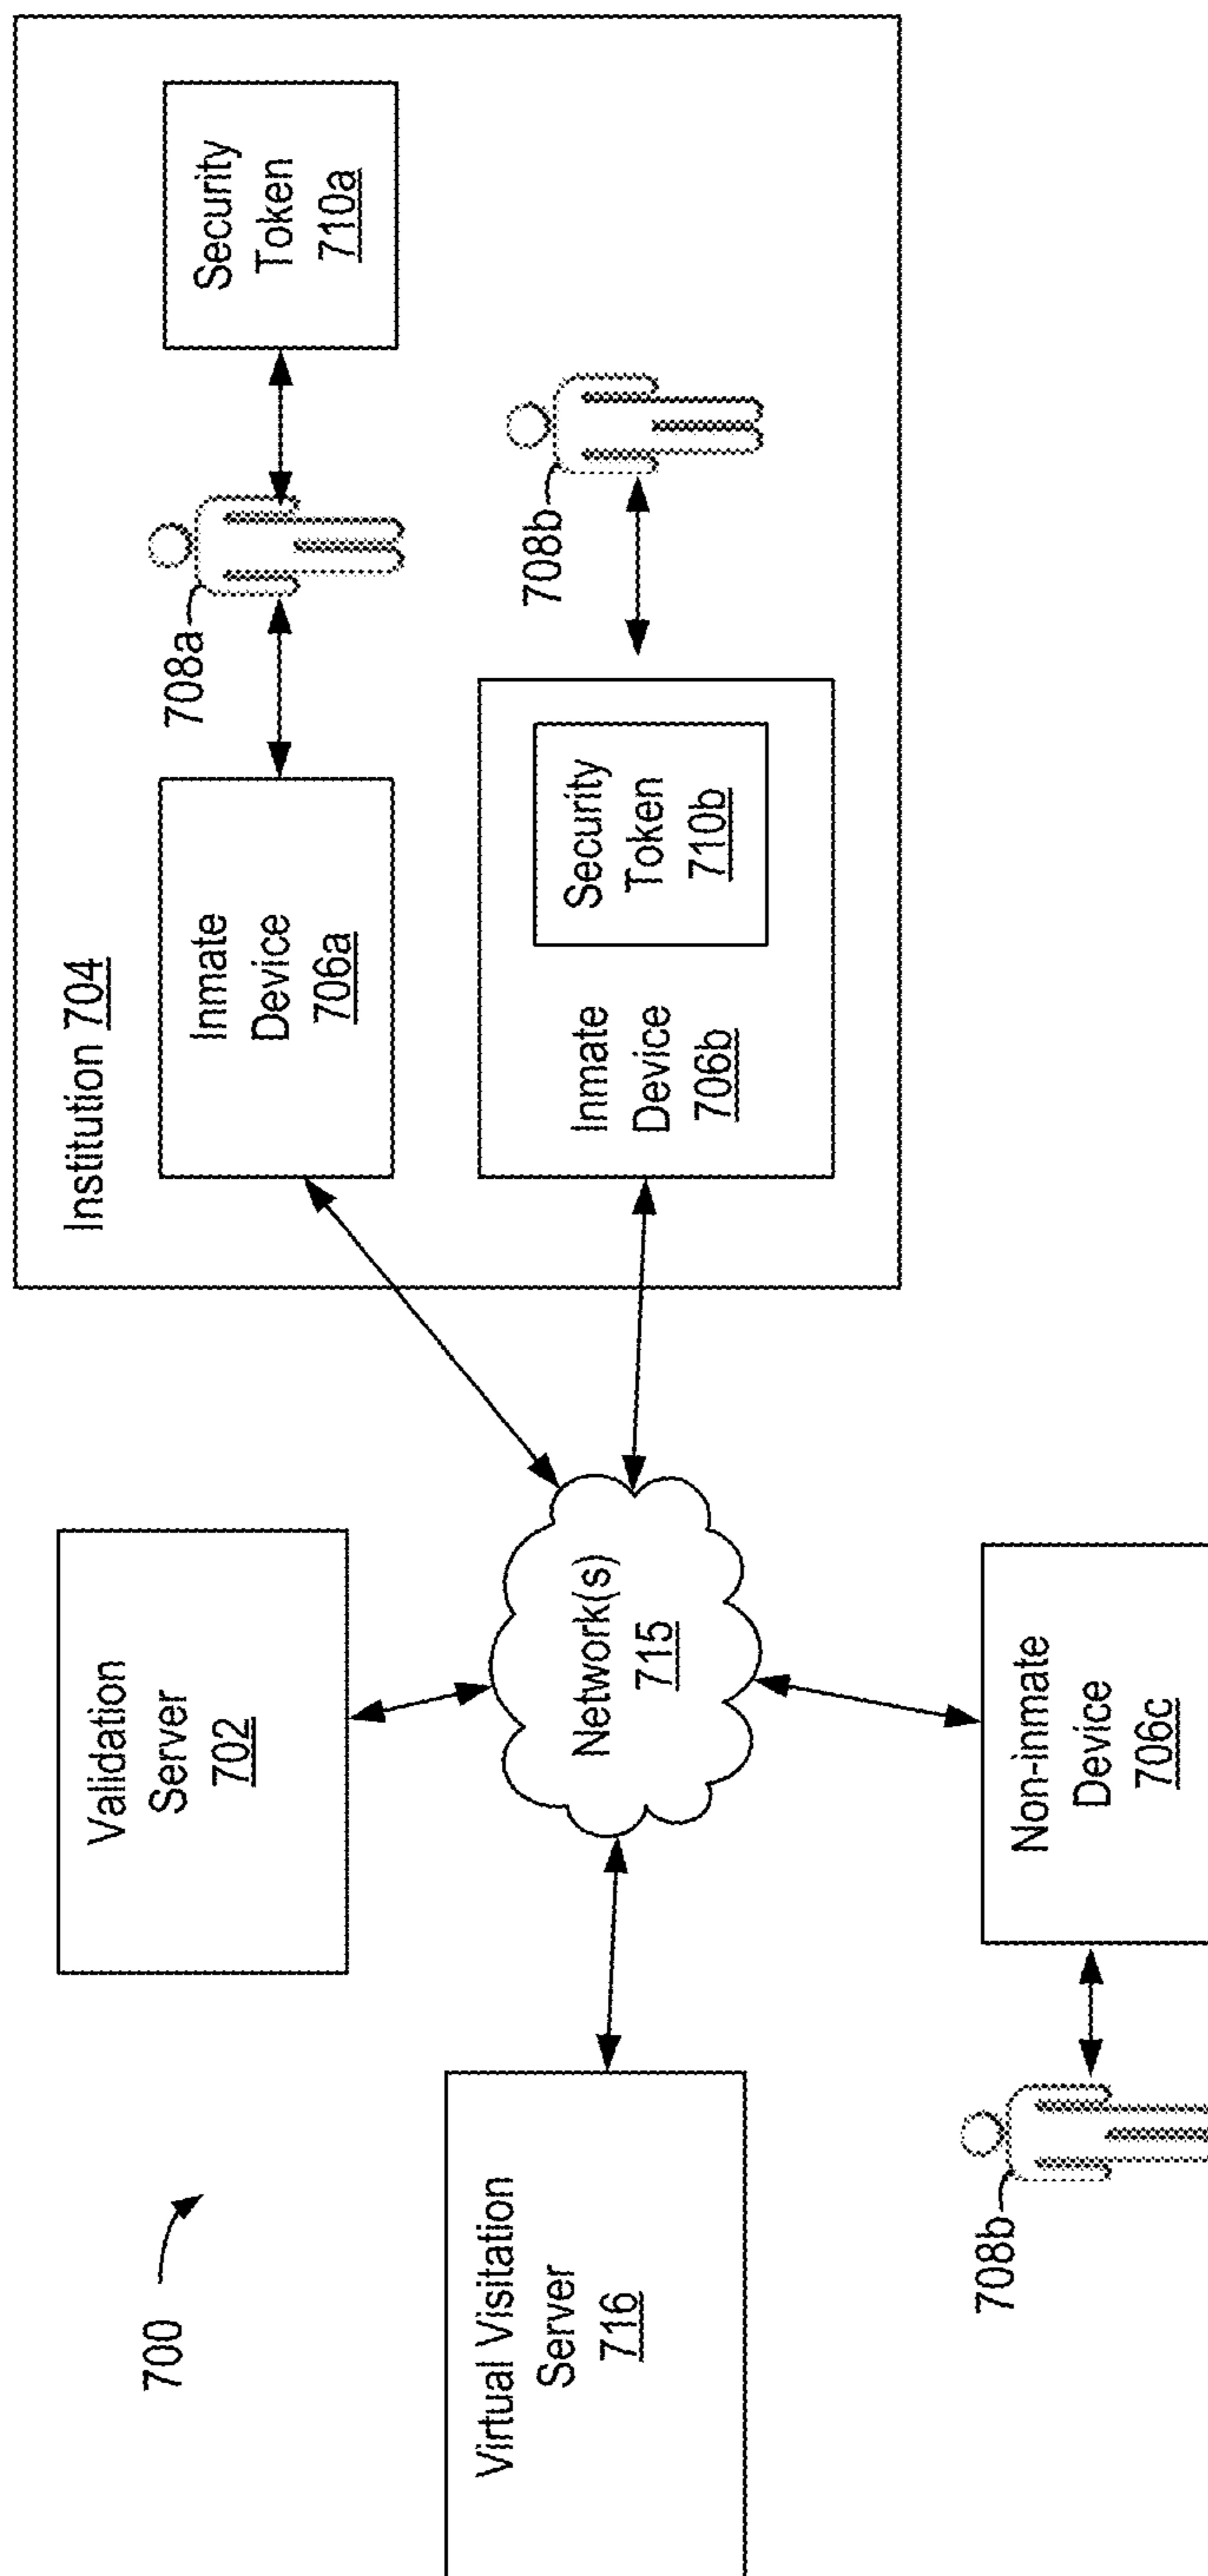 700
Validation
Server
702
Virtual Visitation
Server
716
Network(s)
715
708b
Non-inmate
Device
706c
Institution 704
Inmate
Device
706a
708a
Security
Token
710a
Inmate
Device
706b
Security
Token
710b
708b